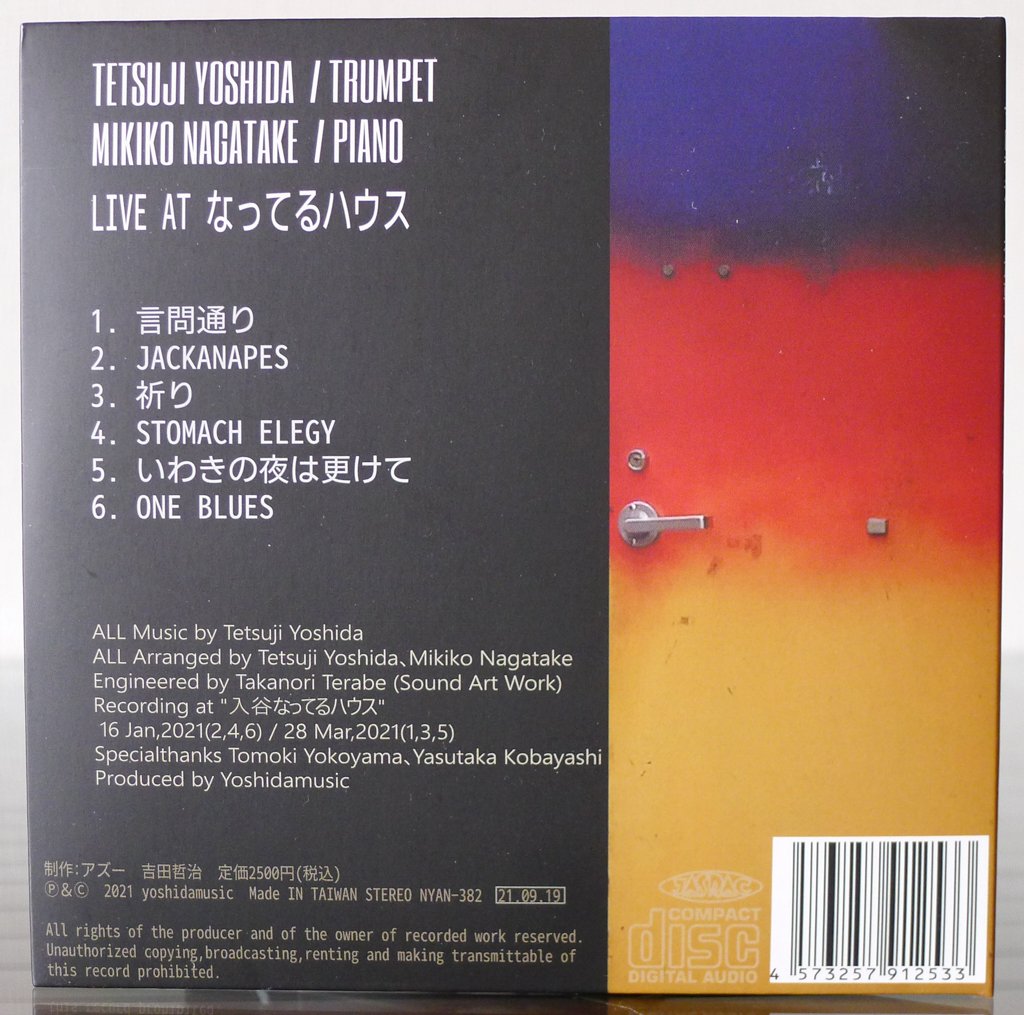 TETSUJI YOSHIDA / TRUMPET
MIKIKO NAGATAKE / PIANO
LIVE AT なってるハウス
1. 言問通り
2. JACKANAPES
3. 祈り
4. STOMACH ELEGY
5. いわきの夜は更けて
6. ONE BLUES
ALL Music by Tetsuji Yoshida
ALL Arranged by Tetsuji Yoshida、Mikiko Nagatake
Engineered by Takanori Terabe (Sound Art Work)
Recording at "入谷なってるハウス"
16 Jan,2021(2,4,6) / 28 Mar,2021(1,3,5)
Specialthanks Tomoki Yokoyama、Yasutaka Kobayashi
Produced by Yoshidamusic
制作:アズー 吉田哲治 定価2500円(税込)
Ⓟ&Ⓒ 2021 yoshidamusic Made IN TAIWAN STEREO NYAN-382 21.09.19
All rights of the producer and of the owner of recorded work reserved.
Unauthorized copying,broadcasting,renting and making transmittable of
this record prohibited.
JASRAC
COMPACT
disc
DIGITAL AUDIO
4 573257 912533